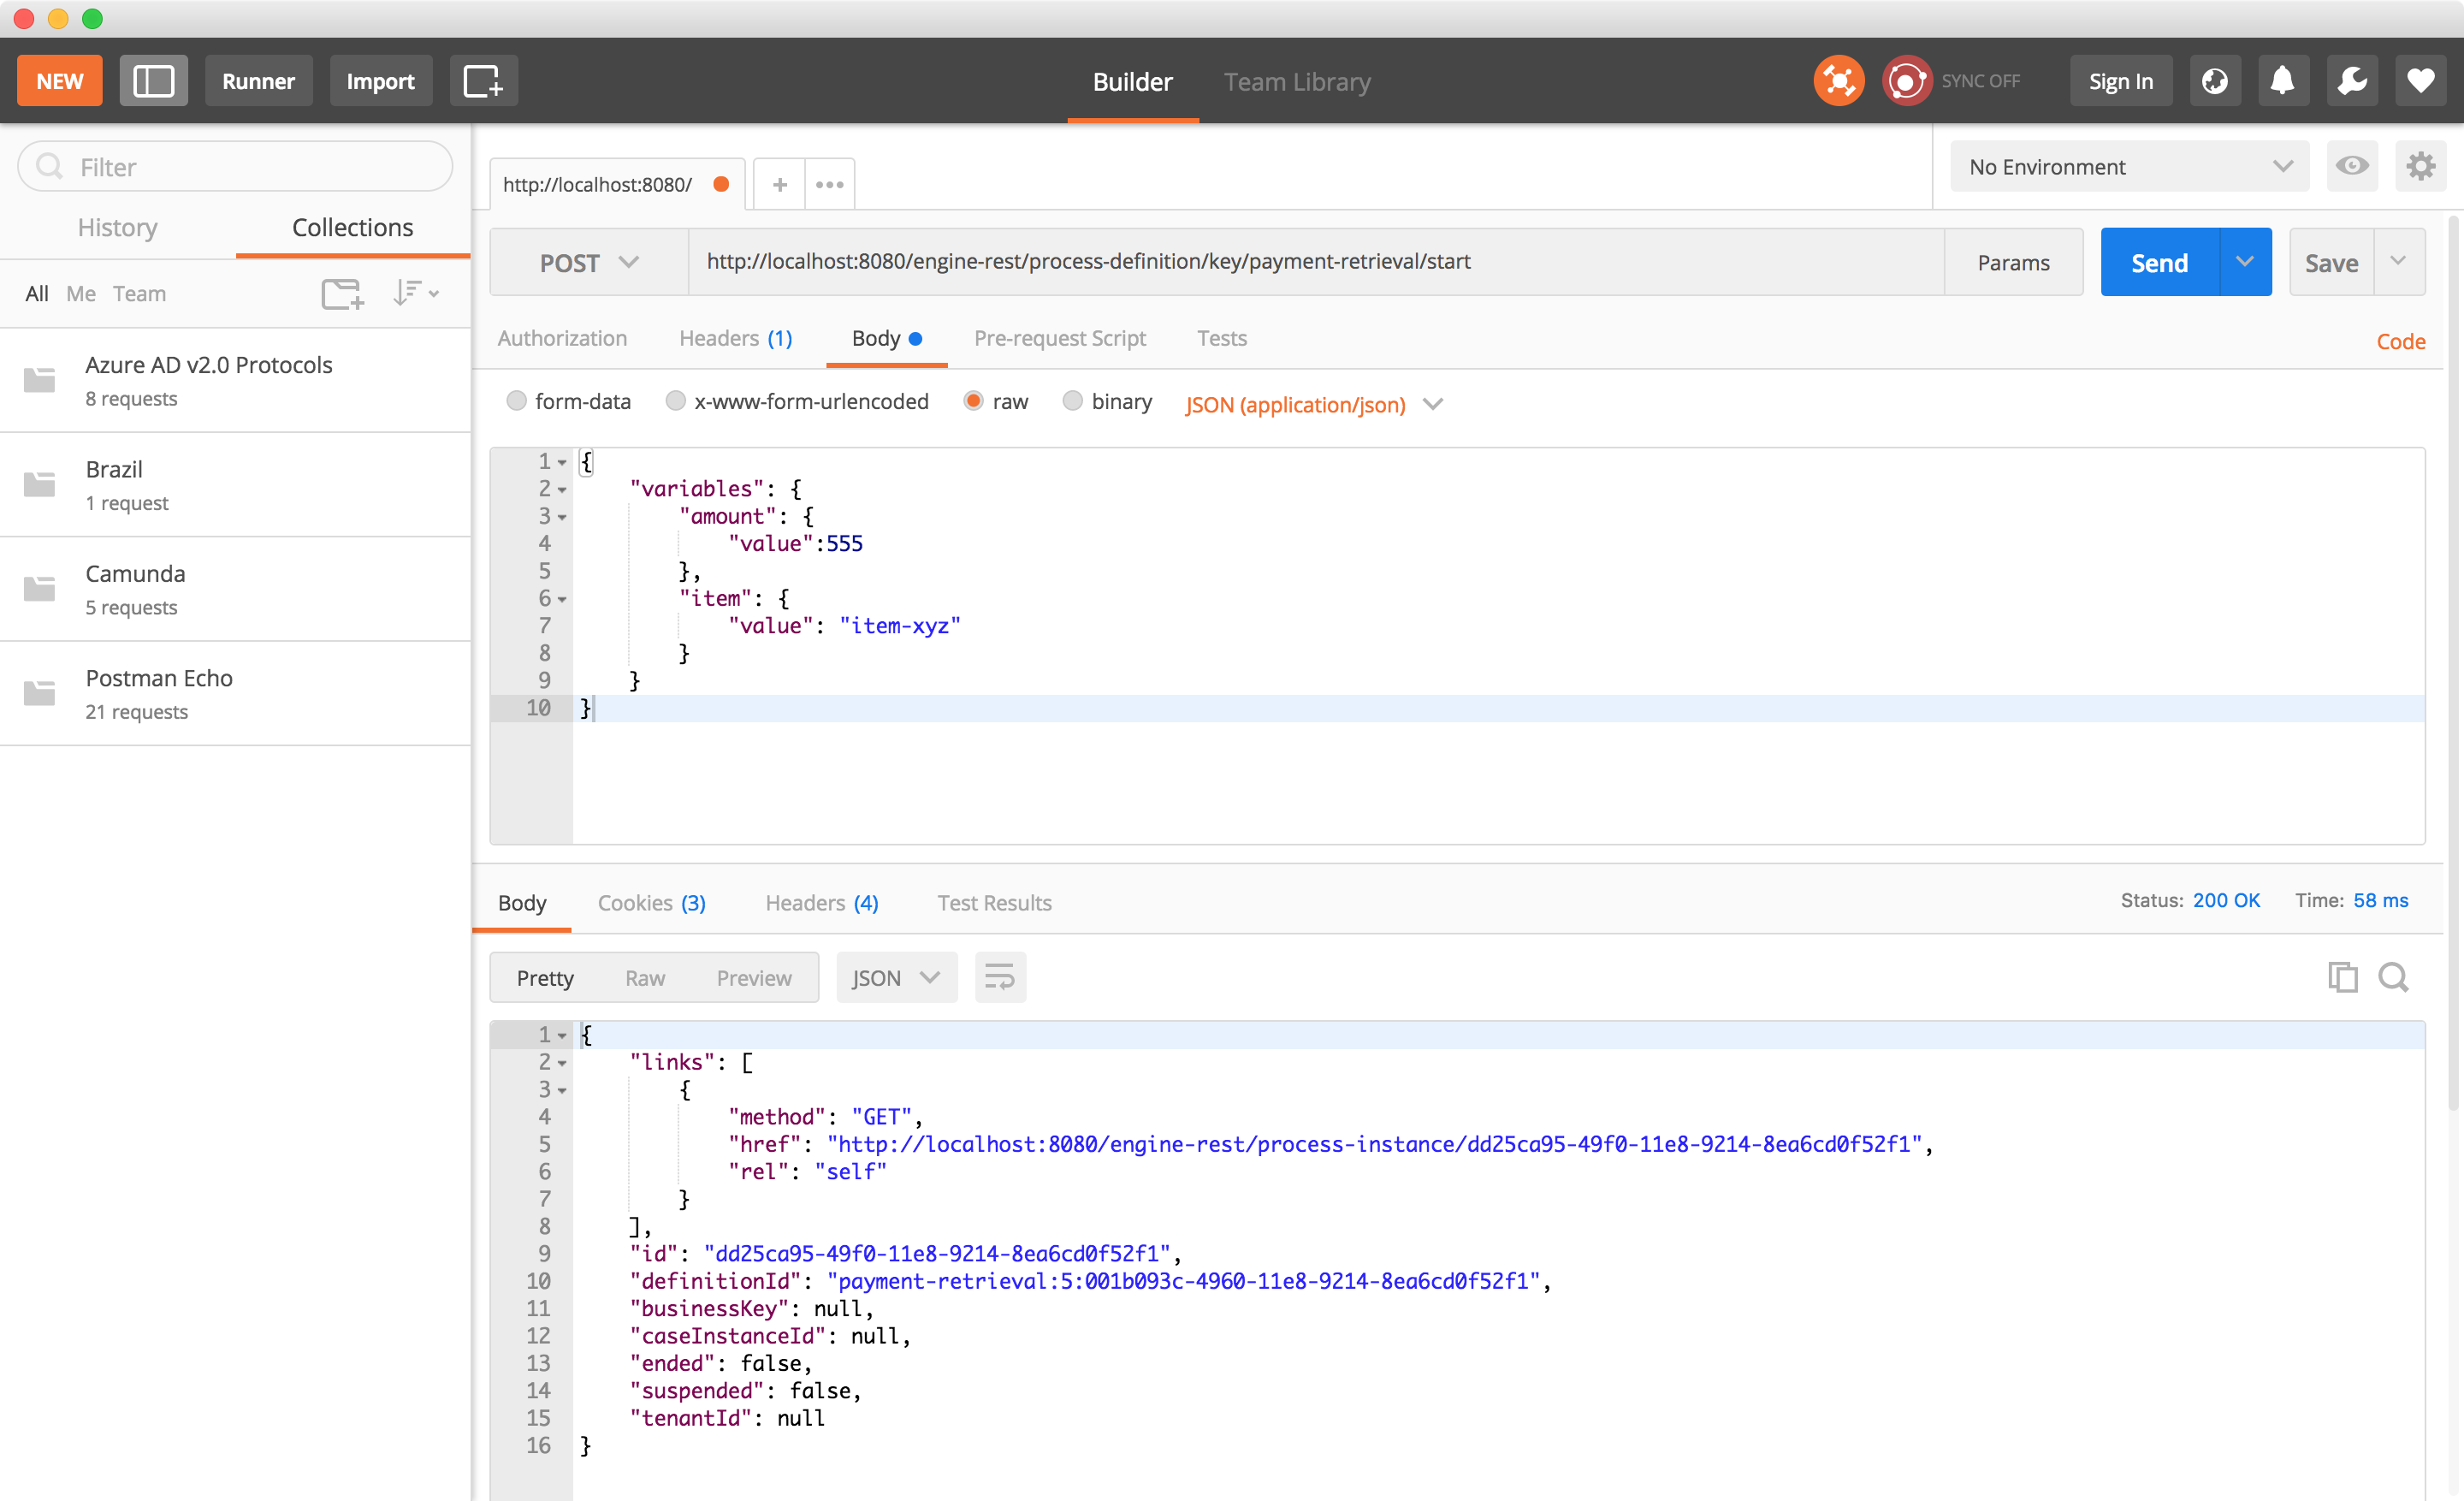 NEW Runner Import Builder Team Library SYNC OFF Sign In
Filter
History Collections
All Me Team
Azure AD v2.0 Protocols
8 requests
Brazil
1 request
Camunda
5 requests
Postman Echo
21 requests
http://localhost:8080/ + ••• No Environment
POST http://localhost:8080/engine-rest/process-definition/key/payment-retrieval/start Params Send Save
Authorization Headers (1) Body Pre-request Script Tests Code
form-data x-www-form-urlencoded raw binary JSON (application/json)
1 {
2 "variables": {
3 "amount": {
4 "value":555
5 },
6 "item": {
7 "value": "item-xyz"
8 }
9 }
10 }
Body Cookies (3) Headers (4) Test Results Status: 200 OK Time: 58 ms
Pretty Raw Preview JSON
1 {
2 "links": [
3 {
4 "method": "GET",
5 "href": "http://localhost:8080/engine-rest/process-instance/dd25ca95-49f0-11e8-9214-8ea6cd0f52f1",
6 "rel": "self"
7 }
8 ],
9 "id": "dd25ca95-49f0-11e8-9214-8ea6cd0f52f1",
10 "definitionId": "payment-retrieval:5:001b093c-4960-11e8-9214-8ea6cd0f52f1",
11 "businessKey": null,
12 "caseInstanceId": null,
13 "ended": false,
14 "suspended": false,
15 "tenantId": null
16 }